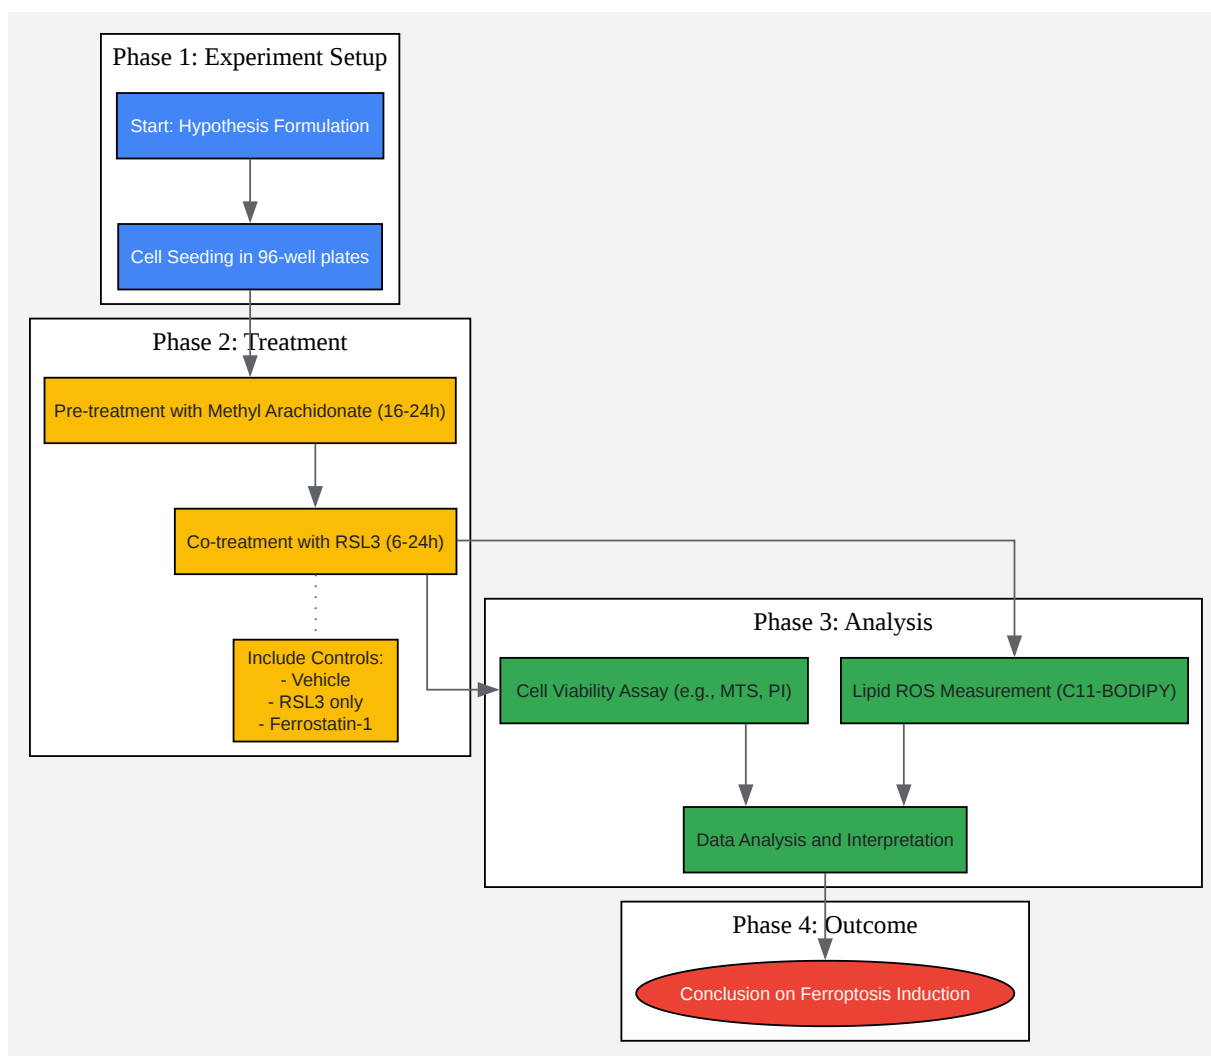 Phase 1: Experiment Setup
Start: Hypothesis Formulation
Cell Seeding in 96-well plates
Phase 2: Treatment
Pre-treatment with Methyl Arachidonate (16-24h)
Co-treatment with RSL3 (6-24h)
Include Controls:
- Vehicle
- RSL3 only
- Ferrostatin-1
Phase 3: Analysis
Cell Viability Assay (e.g., MTS, PI)
Lipid ROS Measurement (C11-BODIPY)
Data Analysis and Interpretation
Phase 4: Outcome
Conclusion on Ferroptosis Induction